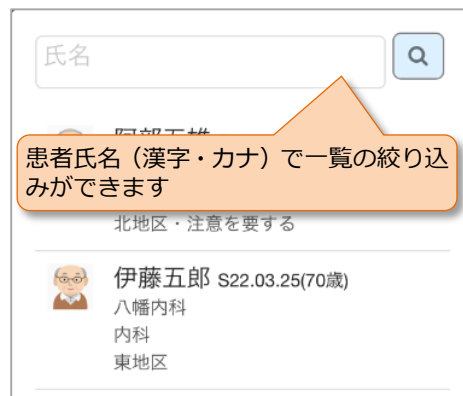 氏名
患者氏名（漢字・カナ）で一覧の絞り込
みができます
北地区・注意を要する
伊藤五郎 S22.03.25(70歳)
八幡内科
内科
東地区